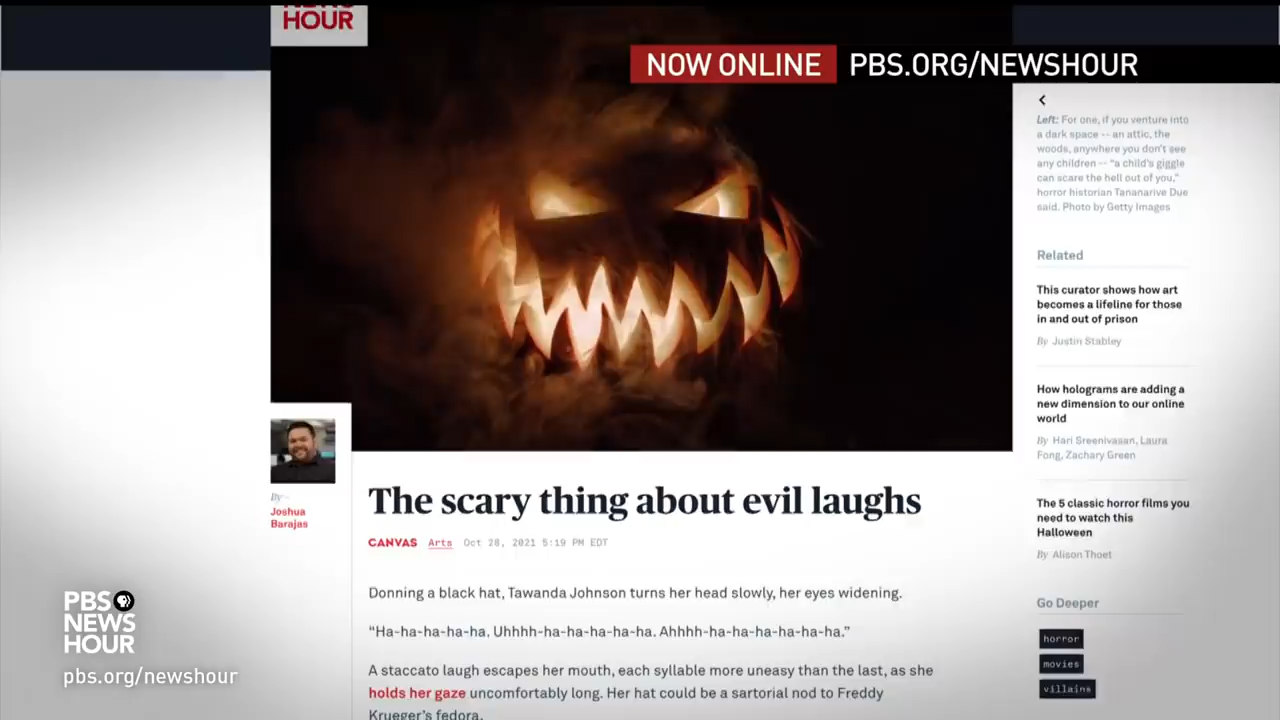 NEWS
HOUR
NOW ONLINE PBS.ORG/NEWSHOUR
Left: For one, if you venture into
a dark space -- an attic, the
woods, anywhere you don't see
any children -- “a child's giggle
can scare the hell out of you,”
horror historian Tananarive Due
said. Photo by Getty Images
Related
This curator shows how art
becomes a lifeline for those
in and out of prison
By Justin Stabley
How holograms are adding a
new dimension to our online
world
By Hari Sreenivasan, Laura
Fong, Zachary Green
The 5 classic horror films you
need to watch this
Halloween
By Alison Thoet
Go Deeper
horror
movies
villains
By –
Joshua
Barajas
The scary thing about evil laughs
CANVAS Arts Oct 28, 2021 5:19 PM EDT
Donning a black hat, Tawanda Johnson turns her head slowly, her eyes widening.
“Ha-ha-ha-ha-ha. Uhhhh-ha-ha-ha-ha-ha. Ahhhh-ha-ha-ha-ha-ha-ha.”
A staccato laugh escapes her mouth, each syllable more uneasy than the last, as she
holds her gaze uncomfortably long. Her hat could be a sartorial nod to Freddy
Krueger's fedora.
PBS
NEWS
HOUR
pbs.org/newshour